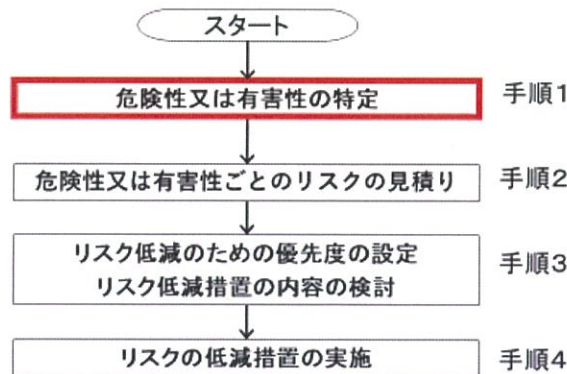 スタート
危険性又は有害性の特定
手順1
危険性又は有害性ごとのリスクの見積り
手順2
リスク低減のための優先度の設定
リスク低減措置の内容の検討
手順3
リスクの低減措置の実施
手順4